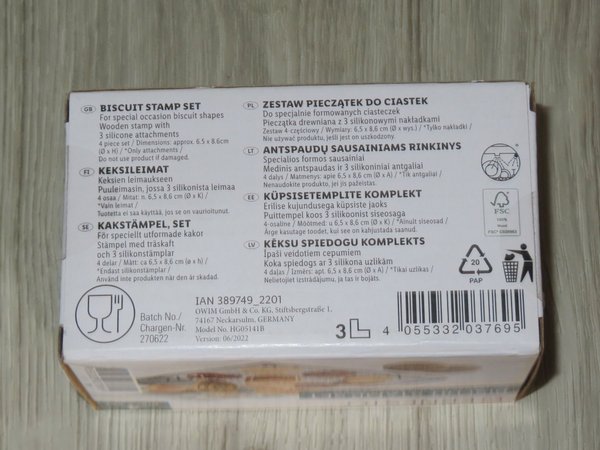 GB BISCUIT STAMP SET
For special occasion biscuit shapes
Wooden stamp with
3 silicone attachments
4 piece set / Dimensions: approx. 6.5 x 8.6cm
(Ø x H) / *Only attachments /
Do not use product if damaged.
FI KEKSILEIMAT
Keksien leimaukseen
Puuleimasin, jossa 3 silikonista leimaa
4 osaa / Mitat: n. 6,5 x 8,6 cm (Ø x K) /
*Vain leimat /
Tuotetta ei saa käyttää, jos se on vaurioitunut.
SE KAKSTÄMPEL, SET
För speciellt utformade kakor
Stämpel med träskaft
och 3 silikonstämplar
4 delar / Mått: ca 6,5 x 8,6 cm (ø x h) /
*Endast silikonstämplar /
Använd inte produkten när den är skadad.
PL ZESTAW PIECZĄTEK DO CIASTEK
Do specjalnie formowanych ciasteczek
Pieczątka drewniana z 3 silikonowymi nakładkami
Zestaw 4-częściowy / Wymiary: 6,5 x 8,6 cm (Ø x wys.) / *Tylko nakładki /
Nie używać produktu, jeśli jest on uszkodzony.
LT ANTSPAUDŲ SAUSAINIAMS RINKINYS
Specialios formos sausainiai
Medinis antspaudas ir 3 silikoniniai antgaliai
4 dalys / Matmenys: apie 6,5 x 8,6 cm (Ø x A) / *Tik antgaliai /
Nenaudokite produkto, jei jis pažeistas.
EE KÜPSISETEMPLITE KOMPLEKT
Erilise kujundusega küpsiste jaoks
Puittempel koos 3 silikoonist siseosaga
4-osaline / Mõõtmed: u 6,5 x 8,6 cm (Ø x K) / *Ainult siseosad /
Ärge kasutage toodet, kui see on kahjustada saanud.
LV CEKSU SPIEDOGU KOMPLEKTS
Īpaši veidotiem cepumiem
Koka spiedogs ar 3 silikona uzlikām
4 daļas / Izmērs: apt. 6,5 x 8,6 cm (Ø x A) / *Tikai uzlikas /
Nelietojiet izstrādājumu, ja tas ir bojāts.
FSC
PAP
Batch No./
Chargen-Nr.
270622
IAN 389749_2201
OWIM GmbH & Co. KG, Stiftsbergstraße 1,
74167 Neckarsulm, GERMANY
Model No. HG05141B
Version: 06/2022
3L
4 055332 037695